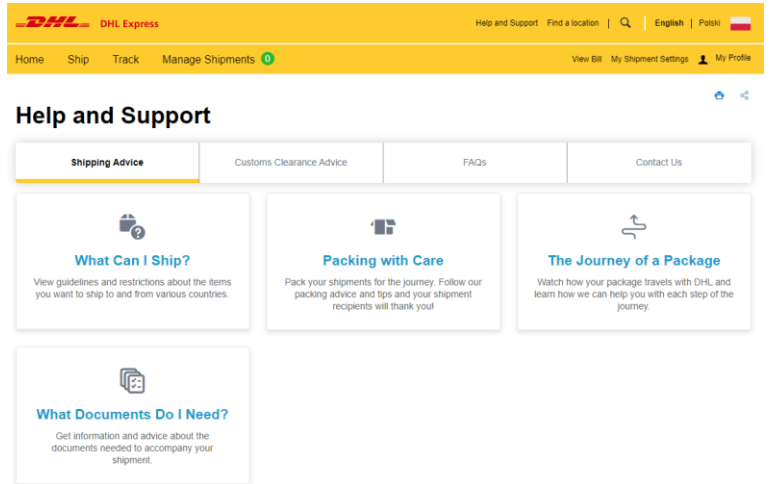 DHL DHL Express
Help and Support Find a location | English | Polski
Home Ship Track Manage Shipments 0
View Bill My Shipment Settings My Profile
Help and Support
Shipping Advice
Customs Clearance Advice
FAQs
Contact Us
What Can I Ship?
View guidelines and restrictions about the items
you want to ship to and from various countries.
Packing with Care
Pack your shipments for the journey. Follow our
packing advice and tips and your shipment
recipients will thank you!
The Journey of a Package
Watch how your package travels with DHL and
learn how we can help you with each step of the
journey.
What Documents Do I Need?
Get information and advice about the
documents needed to accompany your
shipment.